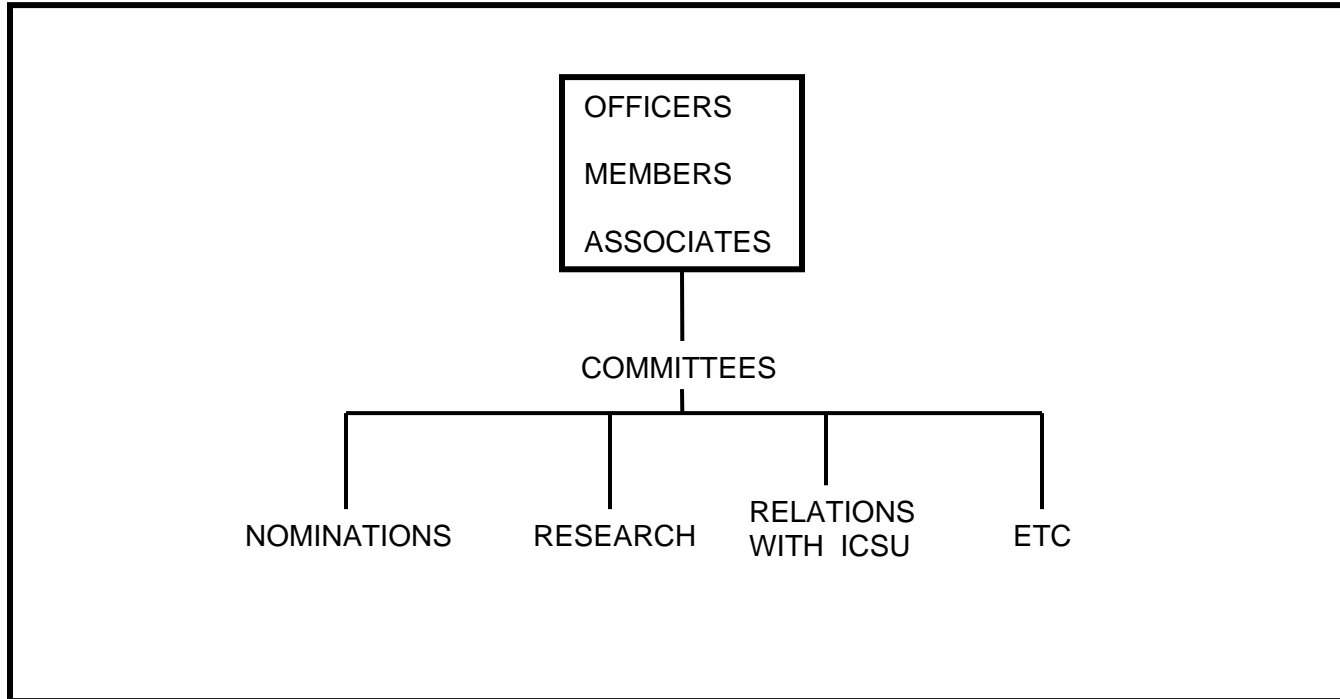 OFFICERS
MEMBERS
ASSOCIATES
COMMITTEES
NOMINATIONS
RESEARCH
RELATIONS
WITH ICSU
ETC